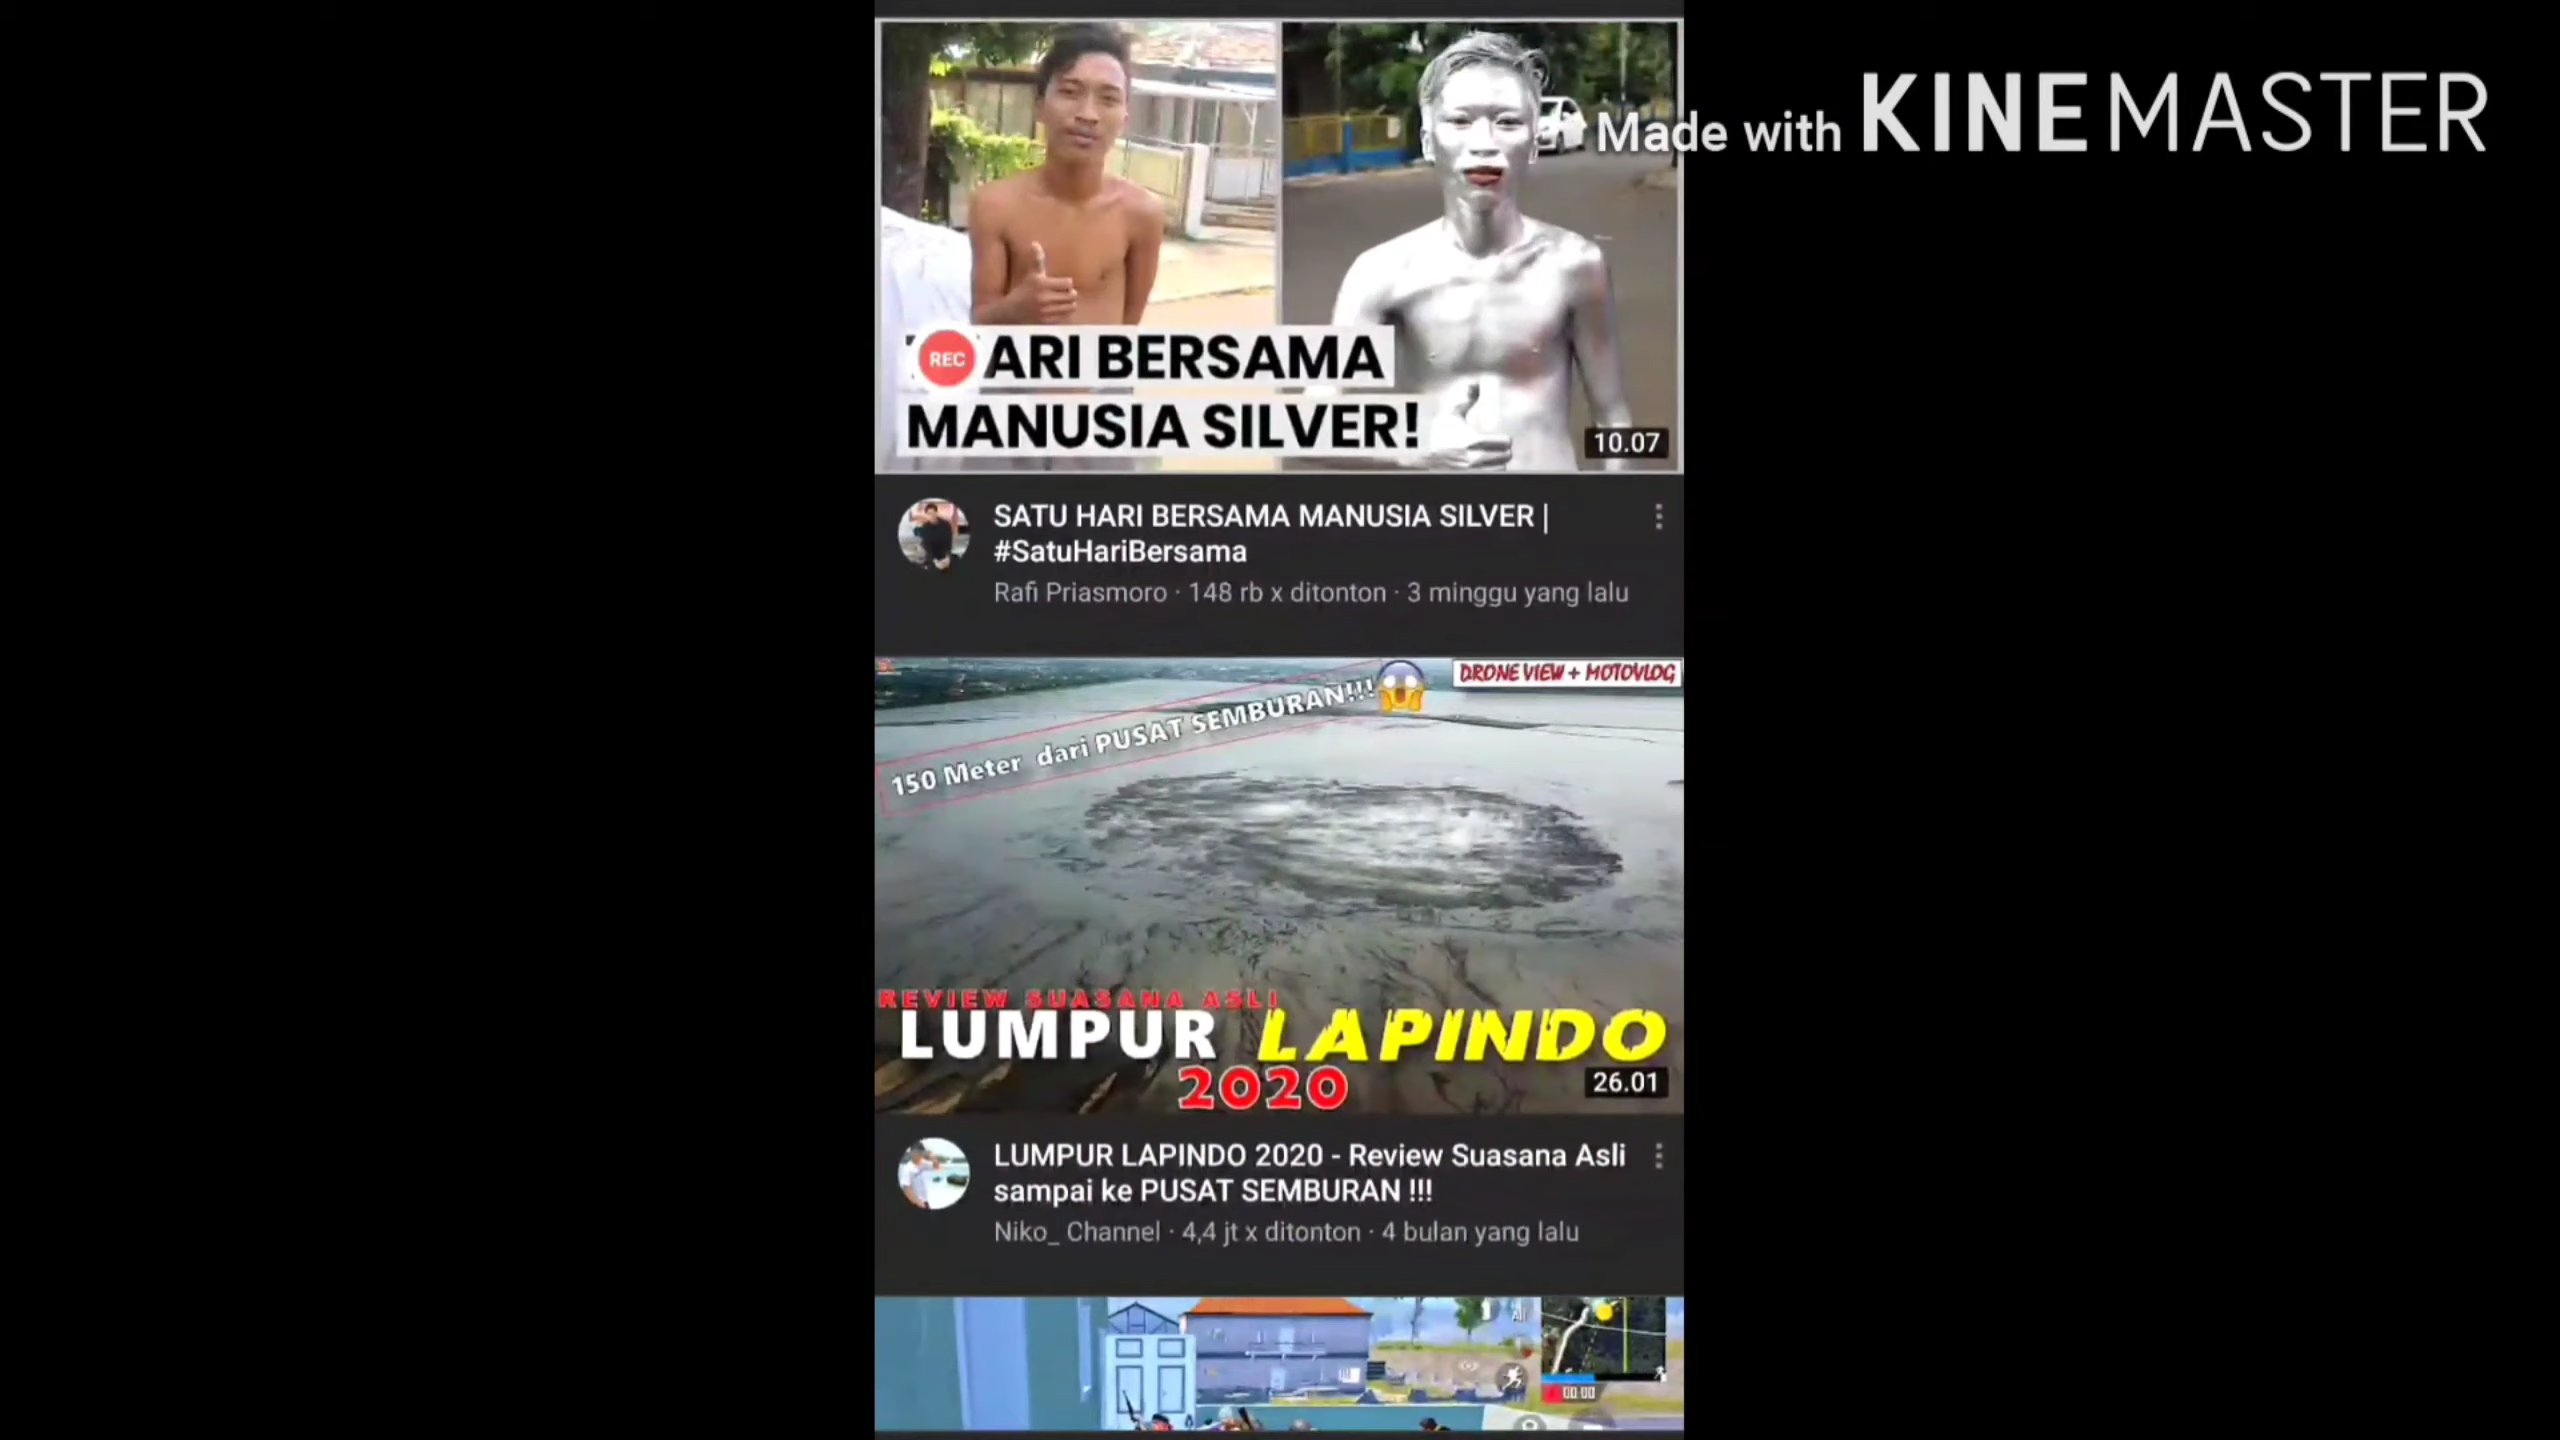 Made with KINEMASTER
REC
ARI BERSAMA
MANUSIA SILVER!
10.07
SATU HARI BERSAMA MANUSIA SILVER |
#SatuHariBersama
Rafi Priasmoro · 148 rb x ditonton · 3 minggu yang lalu
DRONE VIEW + MOTOVLOG
150 Meter dari PUSAT SEMBURAN!!!
REVIEW SUASANA ASLI
LUMPUR LAPINDO
2020
26.01
LUMPUR LAPINDO 2020 - Review Suasana Asli
sampai ke PUSAT SEMBURAN !!!
Niko_ Channel · 4,4 jt x ditonton · 4 bulan yang lalu
00:00